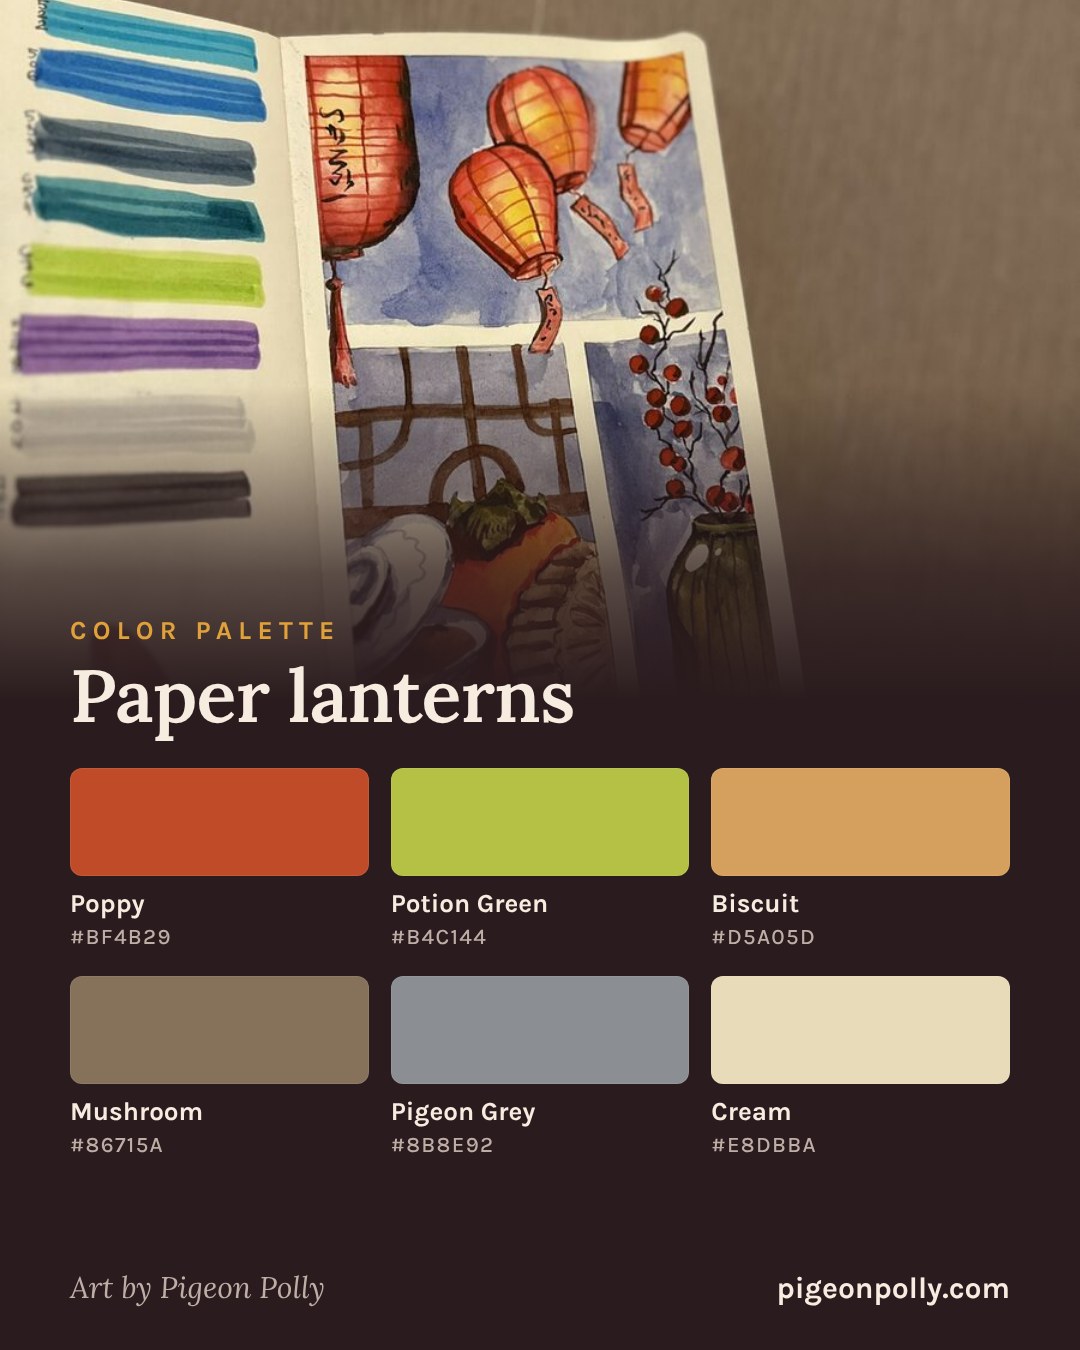 COLOR PALETTE
Paper lanterns
Poppy
#BF4B29
Potion Green
#B4C144
Biscuit
#D5A05D
Mushroom
#86715A
Pigeon Grey
#8B8E92
Cream
#E8DBBA
Art by Pigeon Polly
pigeonpolly.com